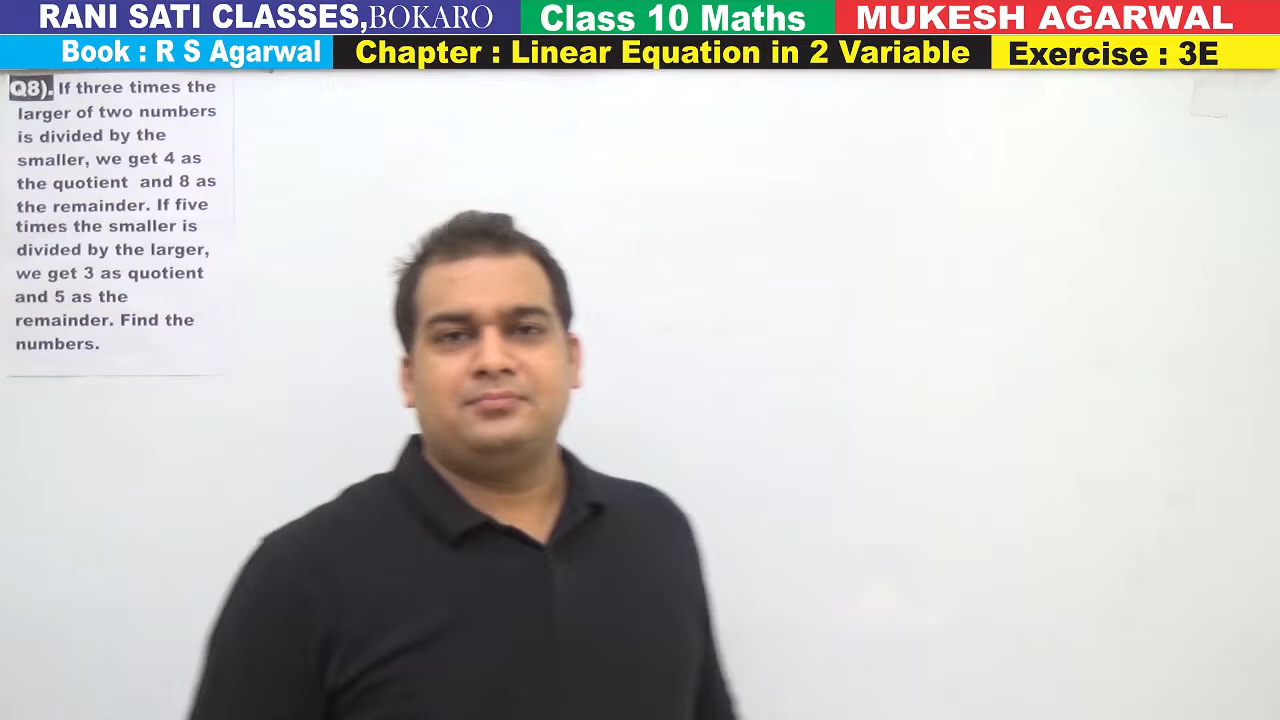 RANI SATI CLASSES,BOKARO
Class 10 Maths
MUKESH AGARWAL
Book : R S Agarwal
Chapter : Linear Equation in 2 Variable
Exercise : 3E
Q8). If three times the
larger of two numbers
is divided by the
smaller, we get 4 as
the quotient and 8 as
the remainder. If five
times the smaller is
divided by the larger,
we get 3 as quotient
and 5 as the
remainder. Find the
numbers.